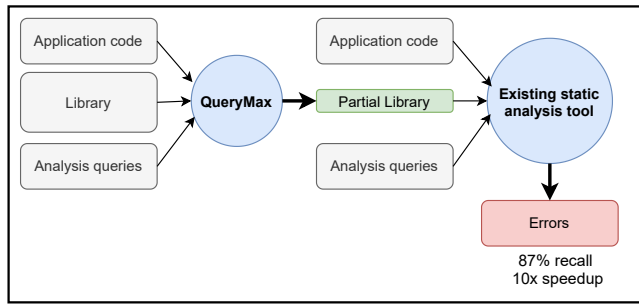 Application code
Library
Analysis queries
QueryMax
Application code
Partial Library
Analysis queries
Existing static
analysis tool
Errors
87% recall
10x speedup